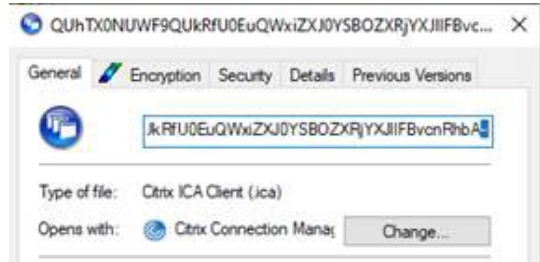 QUhTX0NUWF9QUkRfU0EuQWxiZXJ0YSBOZXRjYXJlIFBvc...
General Encryption Security Details Previous Versions
JkRfU0EuQWxiZXJ0YSBOZXRjYXJlIFBvcnRhbA_
Type of file: Citrix ICA Client (.ica)
Opens with: Citrix Connection Manag Change...